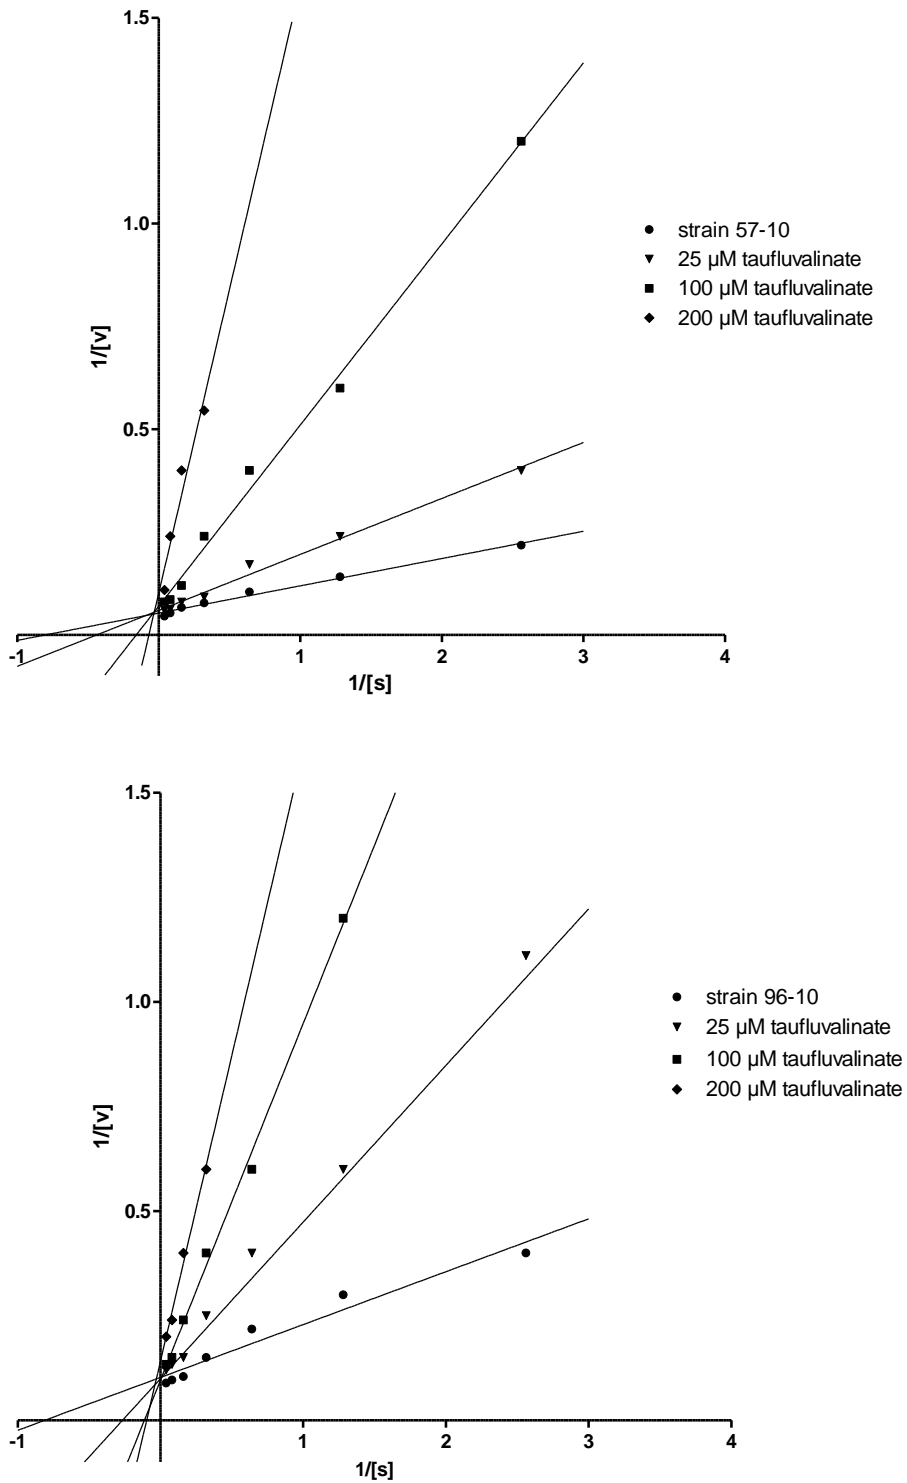 1.5
1.0
0.5
1/[v]
-1
1
2
3
4
1/[s]
strain 57-10
25 µM taufluvalinate
100 µM taufluvalinate
200 µM taufluvalinate
1.5
1.0
0.5
1/[v]
-1
1
2
3
4
1/[s]
strain 96-10
25 µM taufluvalinate
100 µM taufluvalinate
200 µM taufluvalinate